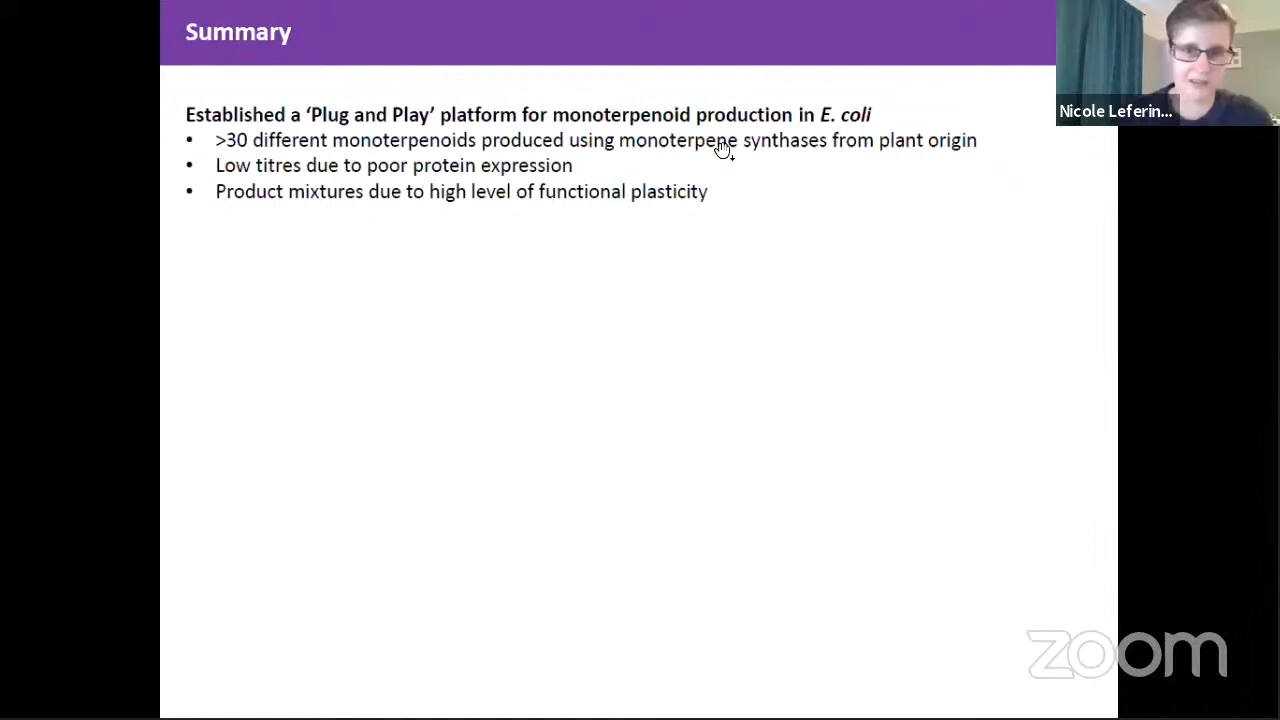 Summary
Nicole Leferin...
Established a ‘Plug and Play’ platform for monoterpenoid production in E. coli
• >30 different monoterpenoids produced using monoterpene synthases from plant origin
• Low titres due to poor protein expression
• Product mixtures due to high level of functional plasticity
zoom